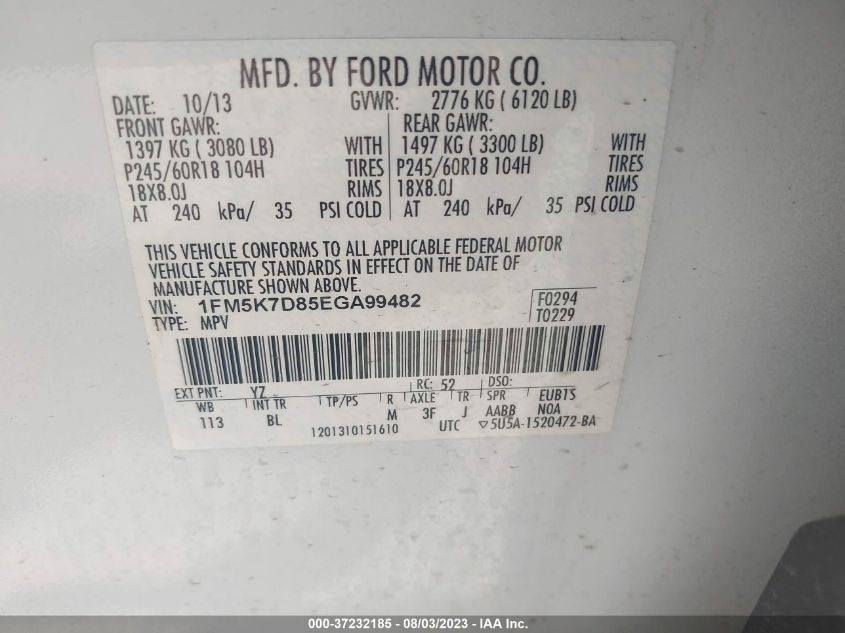 MFD. BY FORD MOTOR CO.
DATE: 10/13 GVWR: 2776 KG ( 6120 LB)
FRONT GAWR: REAR GAWR:
1397 KG ( 3080 LB) WITH 1497 KG ( 3300 LB) WITH
P245/60R18 104H TIRES P245/60R18 104H TIRES
18X8.0J RIMS 18X8.0J RIMS
AT 240 kPa/ 35 PSI COLD AT 240 kPa/ 35 PSI COLD
THIS VEHICLE CONFORMS TO ALL APPLICABLE FEDERAL MOTOR
VEHICLE SAFETY STANDARDS IN EFFECT ON THE DATE OF
MANUFACTURE SHOWN ABOVE.
VIN: 1FM5K7D85EGA99482 F0294
TYPE: MPV T0229
EXT PNT: YZ RC: 52 DSO:
WB INT TR TP/PS R AXLE TR SPR EUB1S
113 BL M 3F J AABB NOA
1201310151610 UTC ▽5U5A-1520472-BA
000-37232185 - 08/03/2023 - IAA Inc.